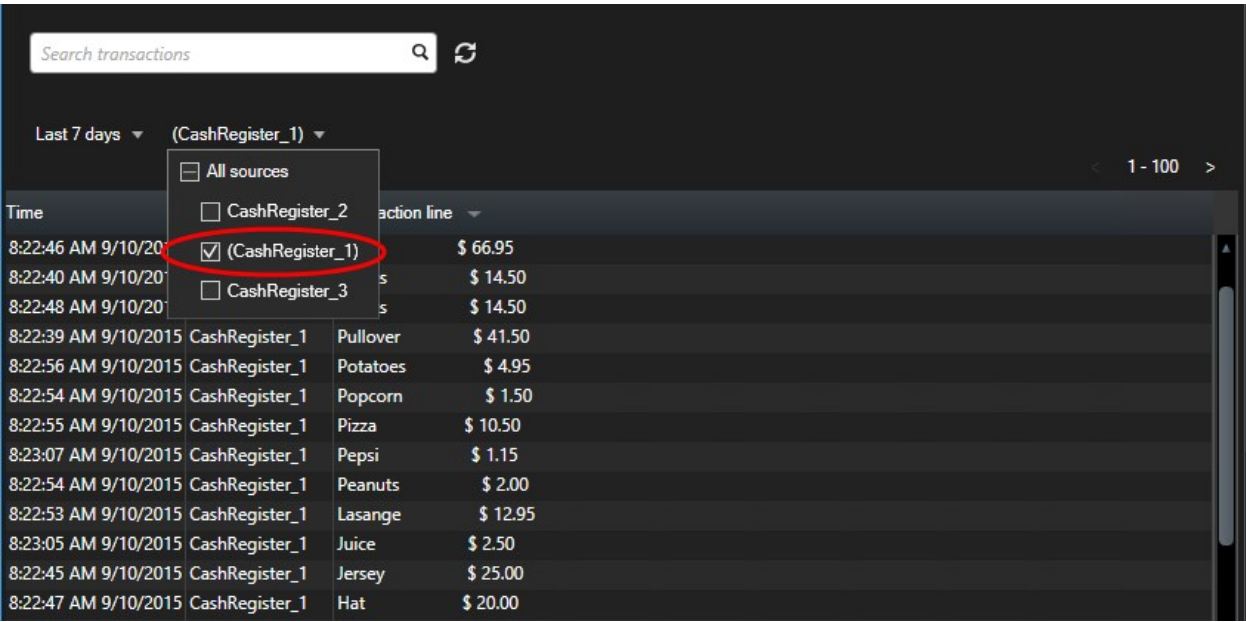 Search transactions
Last 7 days (CashRegister_1)
All sources
1 - 100 >
CashRegister_2
Time action line
(CashRegister_1)
8:22:46 AM 9/10/20 $ 66.95
8:22:40 AM 9/10/201 s $ 14.50
CashRegister_3
8:22:48 AM 9/10/201 s $ 14.50
8:22:39 AM 9/10/2015 CashRegister_1 Pullover $ 41.50
8:22:56 AM 9/10/2015 CashRegister_1 Potatoes $ 4.95
8:22:54 AM 9/10/2015 CashRegister_1 Popcorn $ 1.50
8:22:55 AM 9/10/2015 CashRegister_1 Pizza $ 10.50
8:23:07 AM 9/10/2015 CashRegister_1 Pepsi $ 1.15
8:22:54 AM 9/10/2015 CashRegister_1 Peanuts $ 2.00
8:22:53 AM 9/10/2015 CashRegister_1 Lasange $ 12.95
8:23:05 AM 9/10/2015 CashRegister_1 Juice $ 2.50
8:22:45 AM 9/10/2015 CashRegister_1 Jersey $ 25.00
8:22:47 AM 9/10/2015 CashRegister_1 Hat $ 20.00